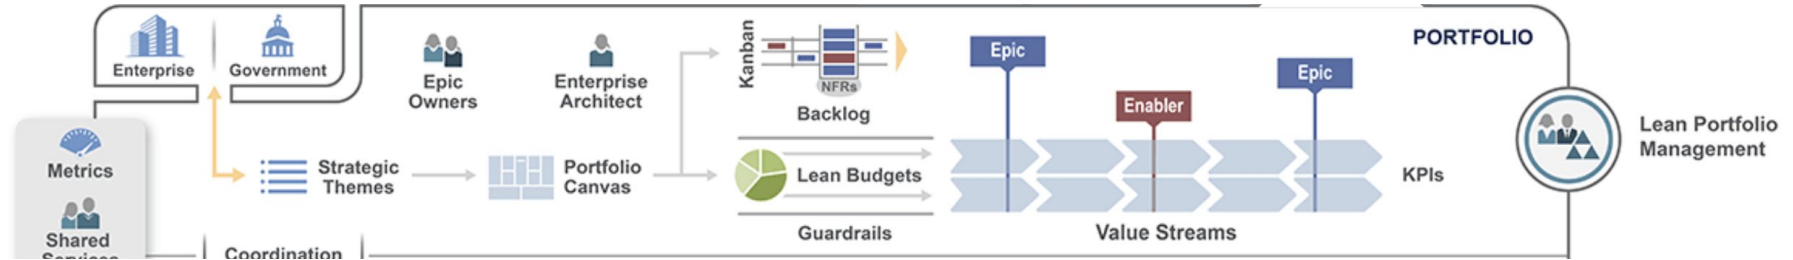 Enterprise
Government
PORTFOLIO
Epic
Owners
Enterprise
Architect
Kanban
NFRs
Backlog
Epic
Enabler
Epic
Metrics
Shared
Services
Strategic
Themes
Portfolio
Canvas
Lean Budgets
Guardrails
Value Streams
KPIs
Lean Portfolio
Management
Coordination